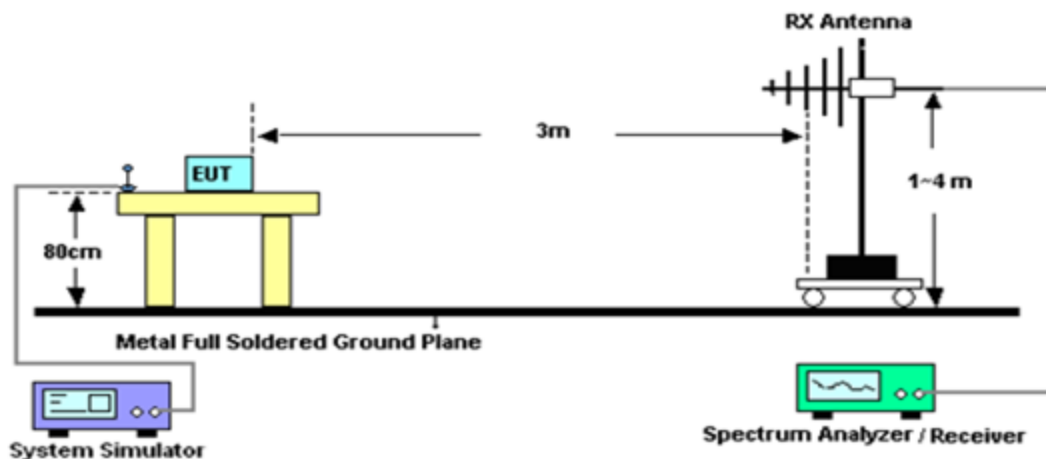 RX Antenna
3m
EUT
1~4 m
80cm
Metal Full Soldered Ground Plane
System Simulator
Spectrum Analyzer / Receiver